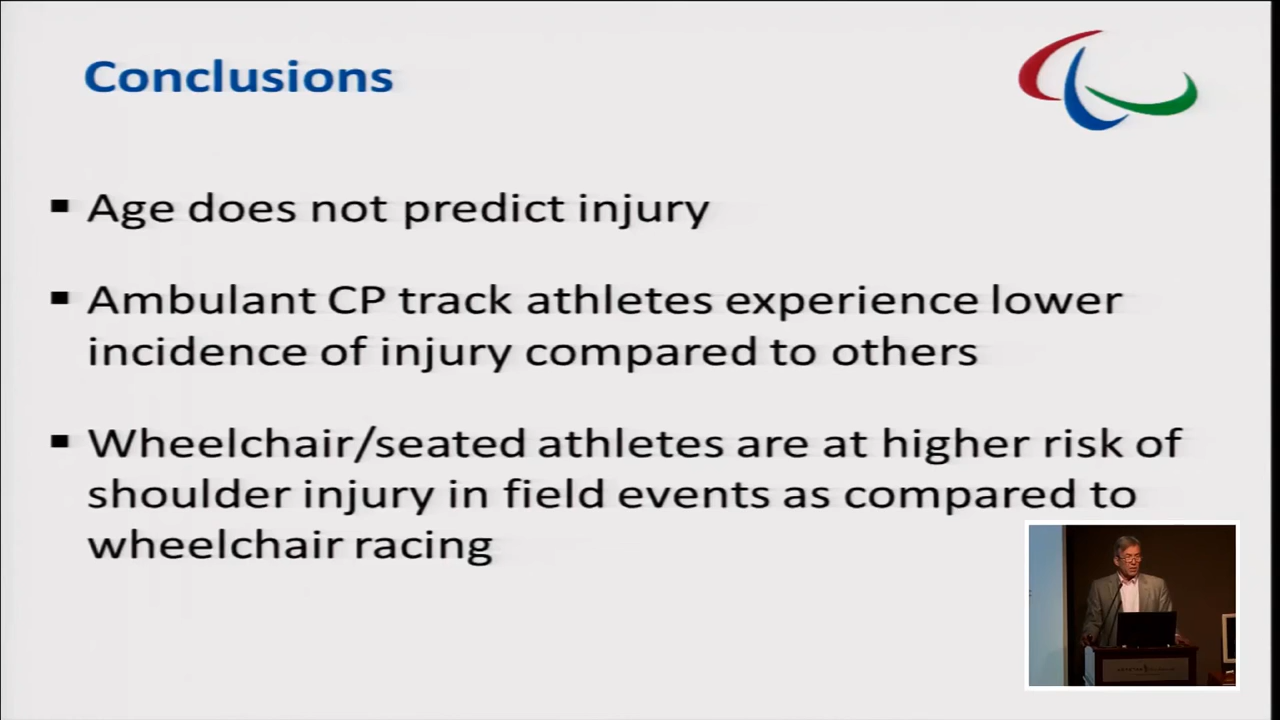 Conclusions
▪ Age does not predict injury
▪ Ambulant CP track athletes experience lower
incidence of injury compared to others
▪ Wheelchair/seated athletes are at higher risk of
shoulder injury in field events as compared to
wheelchair racing